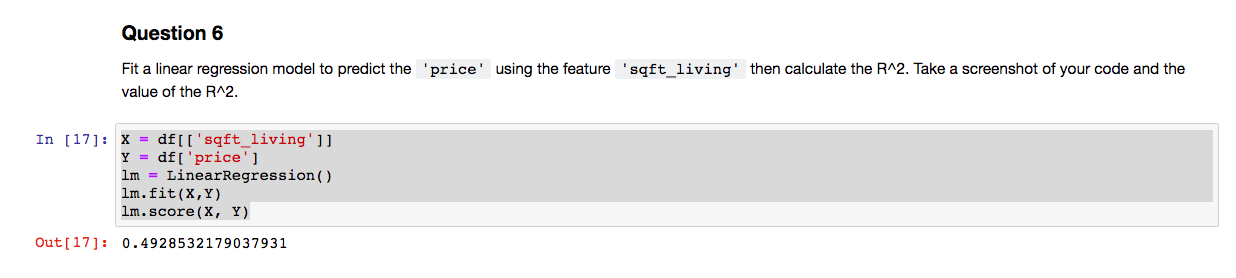 Question 6
Fit a linear regression model to predict the 'price' using the feature 'sqft_living' then calculate the R^2. Take a screenshot of your code and the
value of the R^2.
In [17]: X = df[['sqft_living']]
Y = df['price']
lm = LinearRegression()
lm.fit(X,Y)
lm.score(X, Y)
Out[17]: 0.4928532179037931